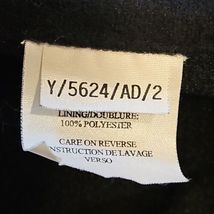 Y/5624/AD/2
LINING/DOUBLURE:
100% POLYESTER
CARE ON REVERSE
INSTRUCTION DE LAVAGE
VERSO